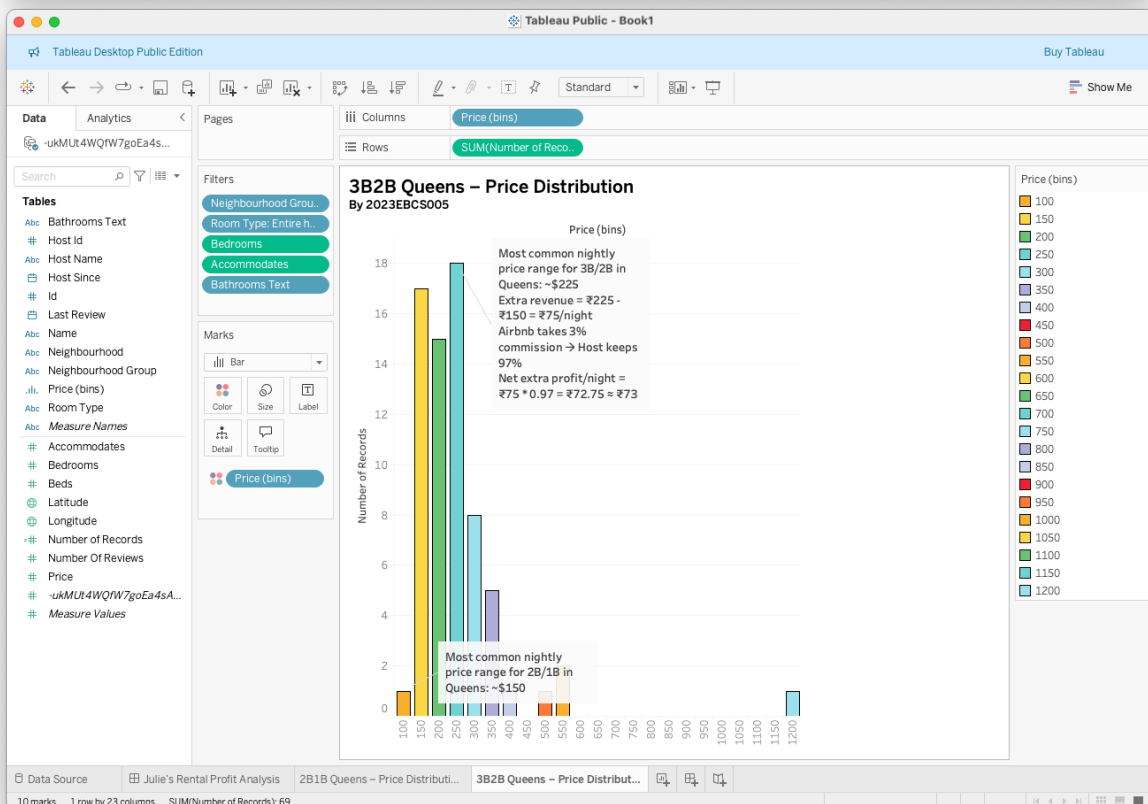 Tableau Public - Book1
Tableau Desktop Public Edition
Buy Tableau
Standard
Show Me
Data
Analytics
-ukMUt4WQfW7goEa4s...
Search
Tables
Abc Bathrooms Text
# Host Id
Abc Host Name
Host Since
# Id
Last Review
Abc Name
Abc Neighbourhood
Abc Neighbourhood Group
Price (bins)
Abc Room Type
Abc Measure Names
# Accommodates
# Bedrooms
# Beds
Latitude
Longitude
# Number of Records
# Number Of Reviews
# Price
# -ukMUt4WQfW7goEa4sA...
# Measure Values
Pages
Filters
Neighbourhood Grou..
Room Type: Entire h..
Bedrooms
Accommodates
Bathrooms Text
Marks
Bar
Color
Size
Label
Detail
Tooltip
Price (bins)
Columns
Price (bins)
Rows
SUM(Number of Reco..
3B2B Queens – Price Distribution
By 2023EBCS005
Price (bins)
Most common nightly
price range for 3B/2B in
Queens: ~$225
Extra revenue = ₹225 -
₹150 = ₹75/night
Airbnb takes 3%
commission → Host keeps
97%
Net extra profit/night =
₹75 * 0.97 = ₹72.75 ≈ ₹73
Number of Records
18
16
14
12
10
8
6
4
2
0
Most common nightly
price range for 2B/1B in
Queens: ~$150
100
150
200
250
300
350
400
450
500
550
600
650
700
750
800
850
900
950
1000
1050
1100
1150
1200
Price (bins)
100
150
200
250
300
350
400
450
500
550
600
650
700
750
800
850
900
950
1000
1050
1100
1150
1200
Data Source
Julie's Rental Profit Analysis
2B1B Queens – Price Distributi...
3B2B Queens – Price Distribut...
10 marks 1 row by 23 columns SUM(Number of Records): 69